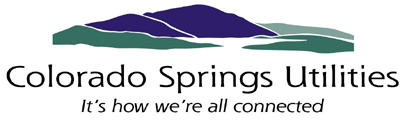 Colorado Springs Utilities
It's how we're all connected